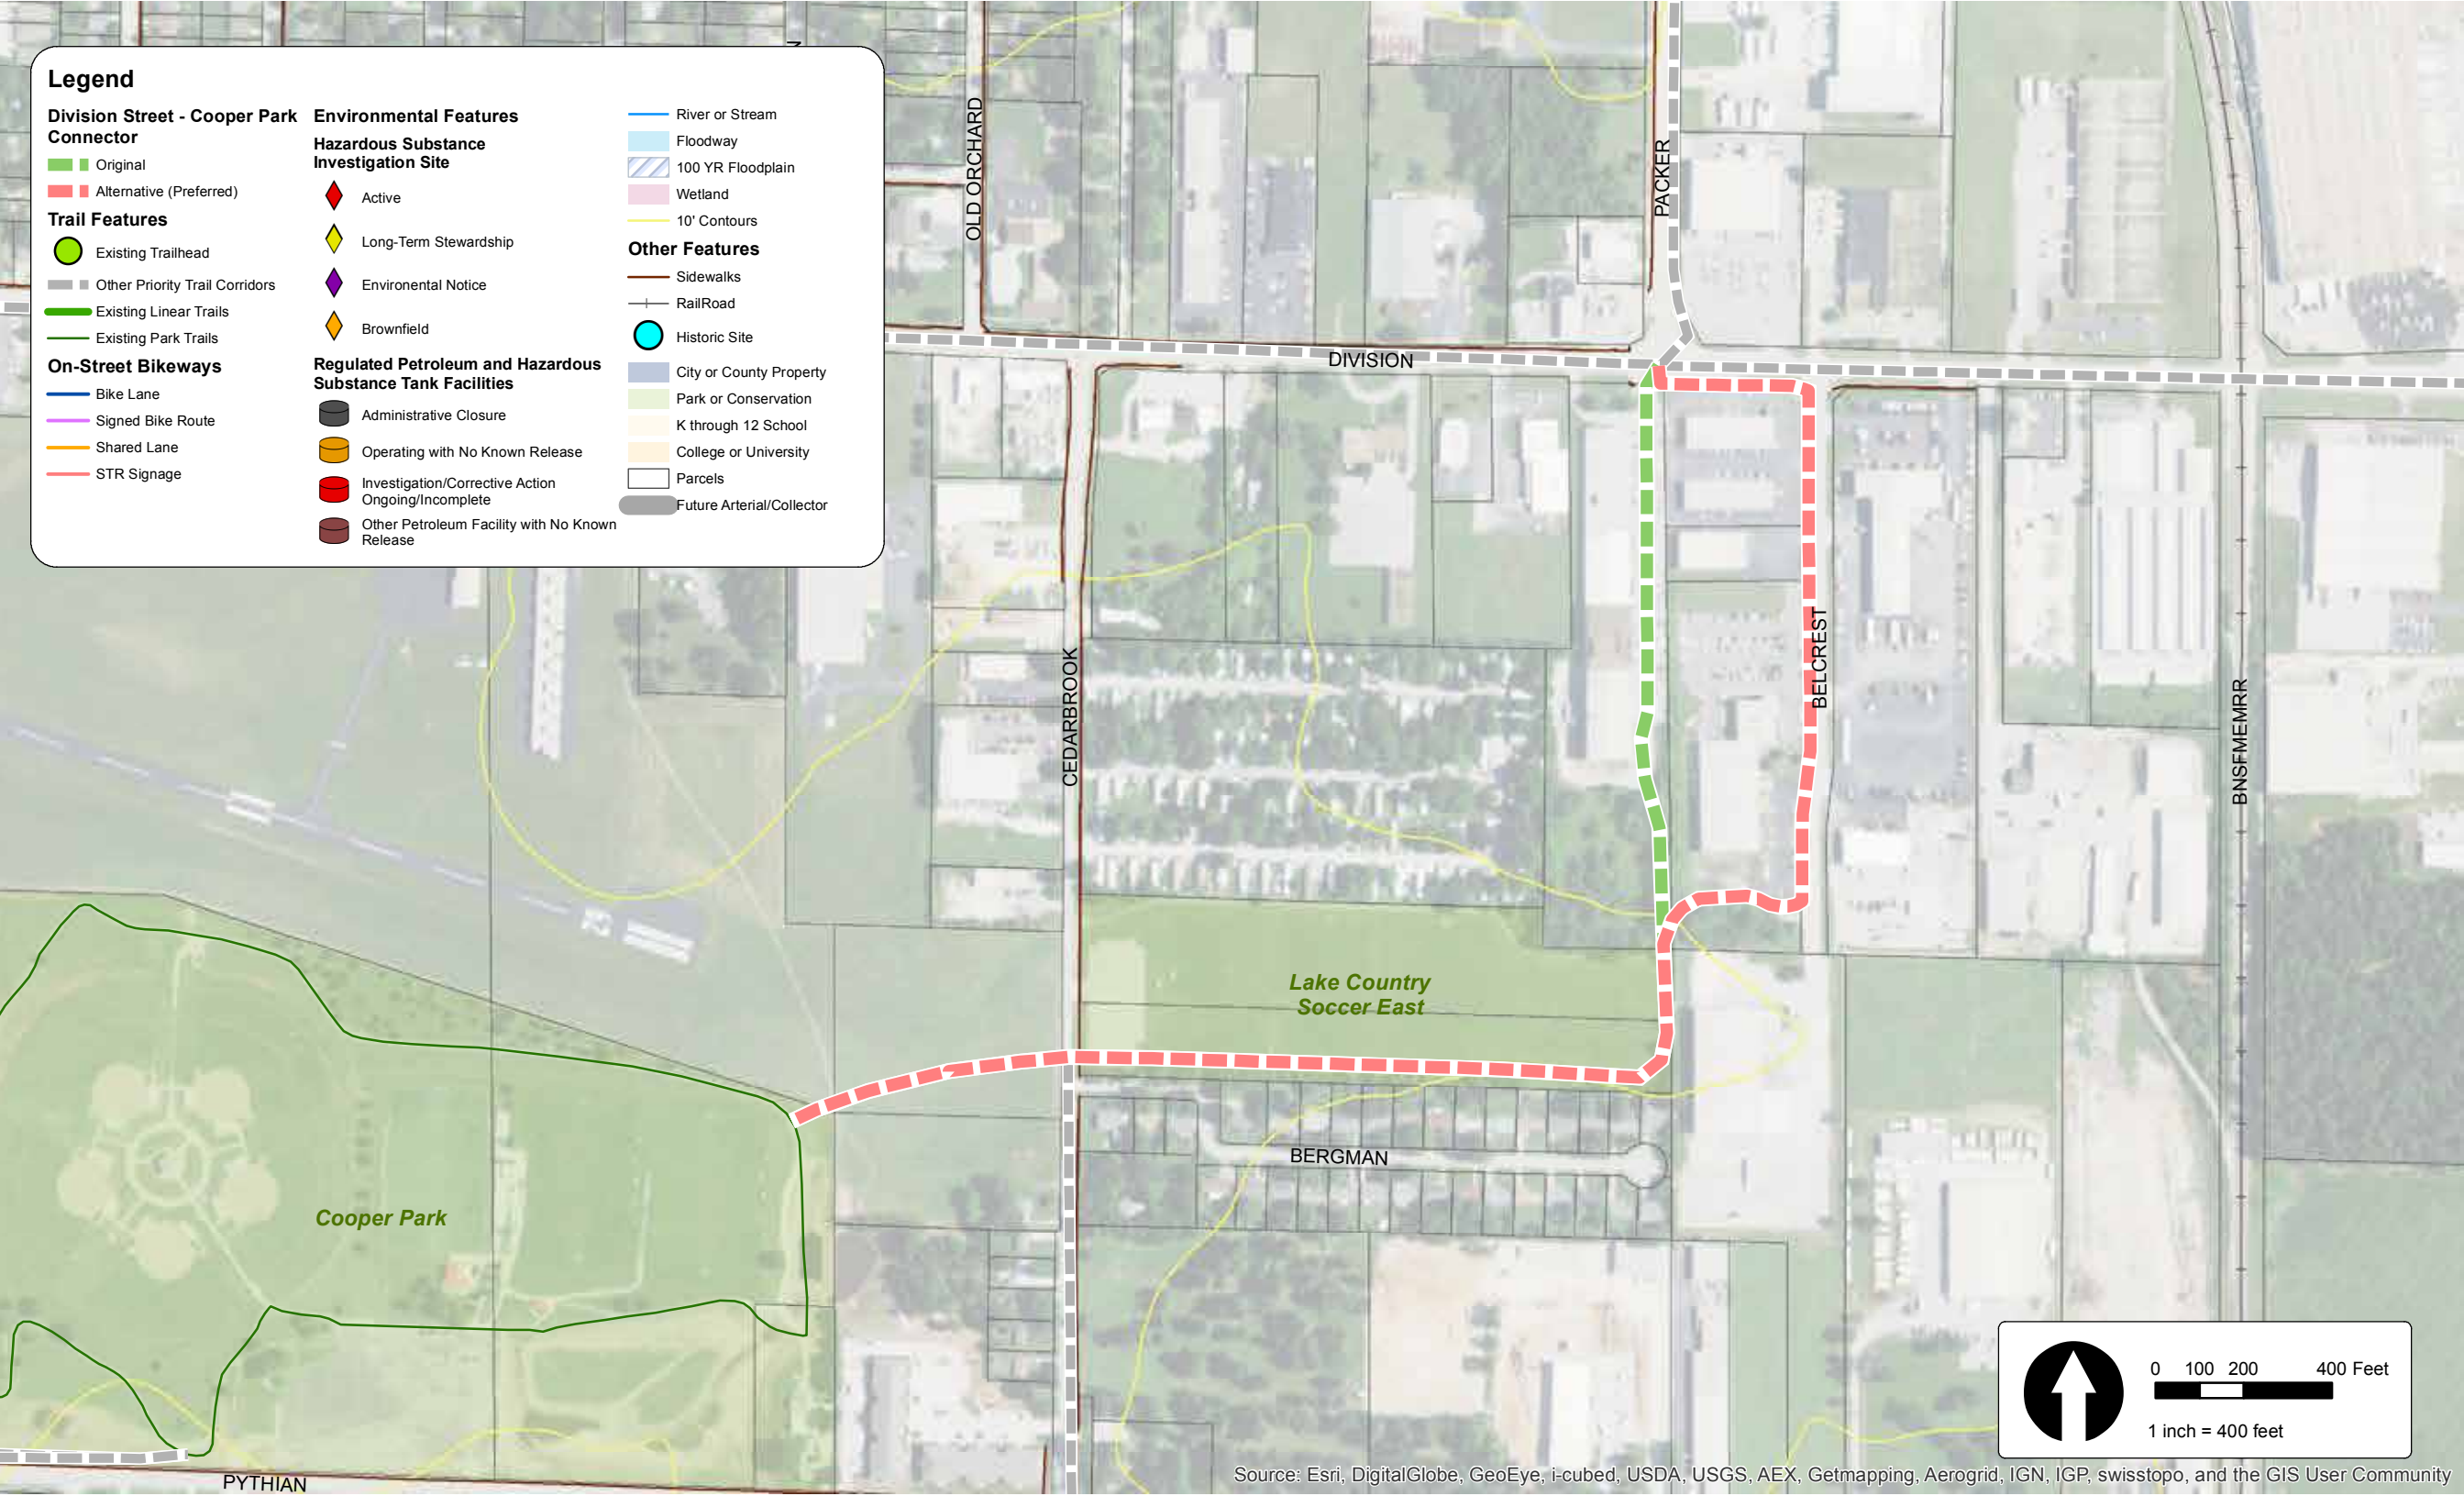 Legend
Division Street - Cooper Park
Connector
Original
Alternative (Preferred)
Trail Features
Existing Trailhead
Other Priority Trail Corridors
Existing Linear Trails
Existing Park Trails
On-Street Bikeways
Bike Lane
Signed Bike Route
Shared Lane
STR Signage
Environmental Features
Hazardous Substance
Investigation Site
Active
Long-Term Stewardship
Environental Notice
Brownfield
Regulated Petroleum and Hazardous
Substance Tank Facilities
Administrative Closure
Operating with No Known Release
Investigation/Corrective Action
Ongoing/Incomplete
Other Petroleum Facility with No Known
Release
River or Stream
Floodway
100 YR Floodplain
Wetland
10' Contours
Other Features
Sidewalks
RailRoad
Historic Site
City or County Property
Park or Conservation
K through 12 School
College or University
Parcels
Future Arterial/Collector
OLD ORCHARD
PACKER
DIVISION
CEDARBROOK
BELCREST
BNSFMERR
Lake Country
Soccer East
BERGMAN
Cooper Park
PYTHIAN
0 100 200 400 Feet
1 inch = 400 feet
Source: Esri, DigitalGlobe, GeoEye, i-cubed, USDA, USGS, AEX, Getmapping, Aerogrid, IGN, IGP, swisstopo, and the GIS User Community